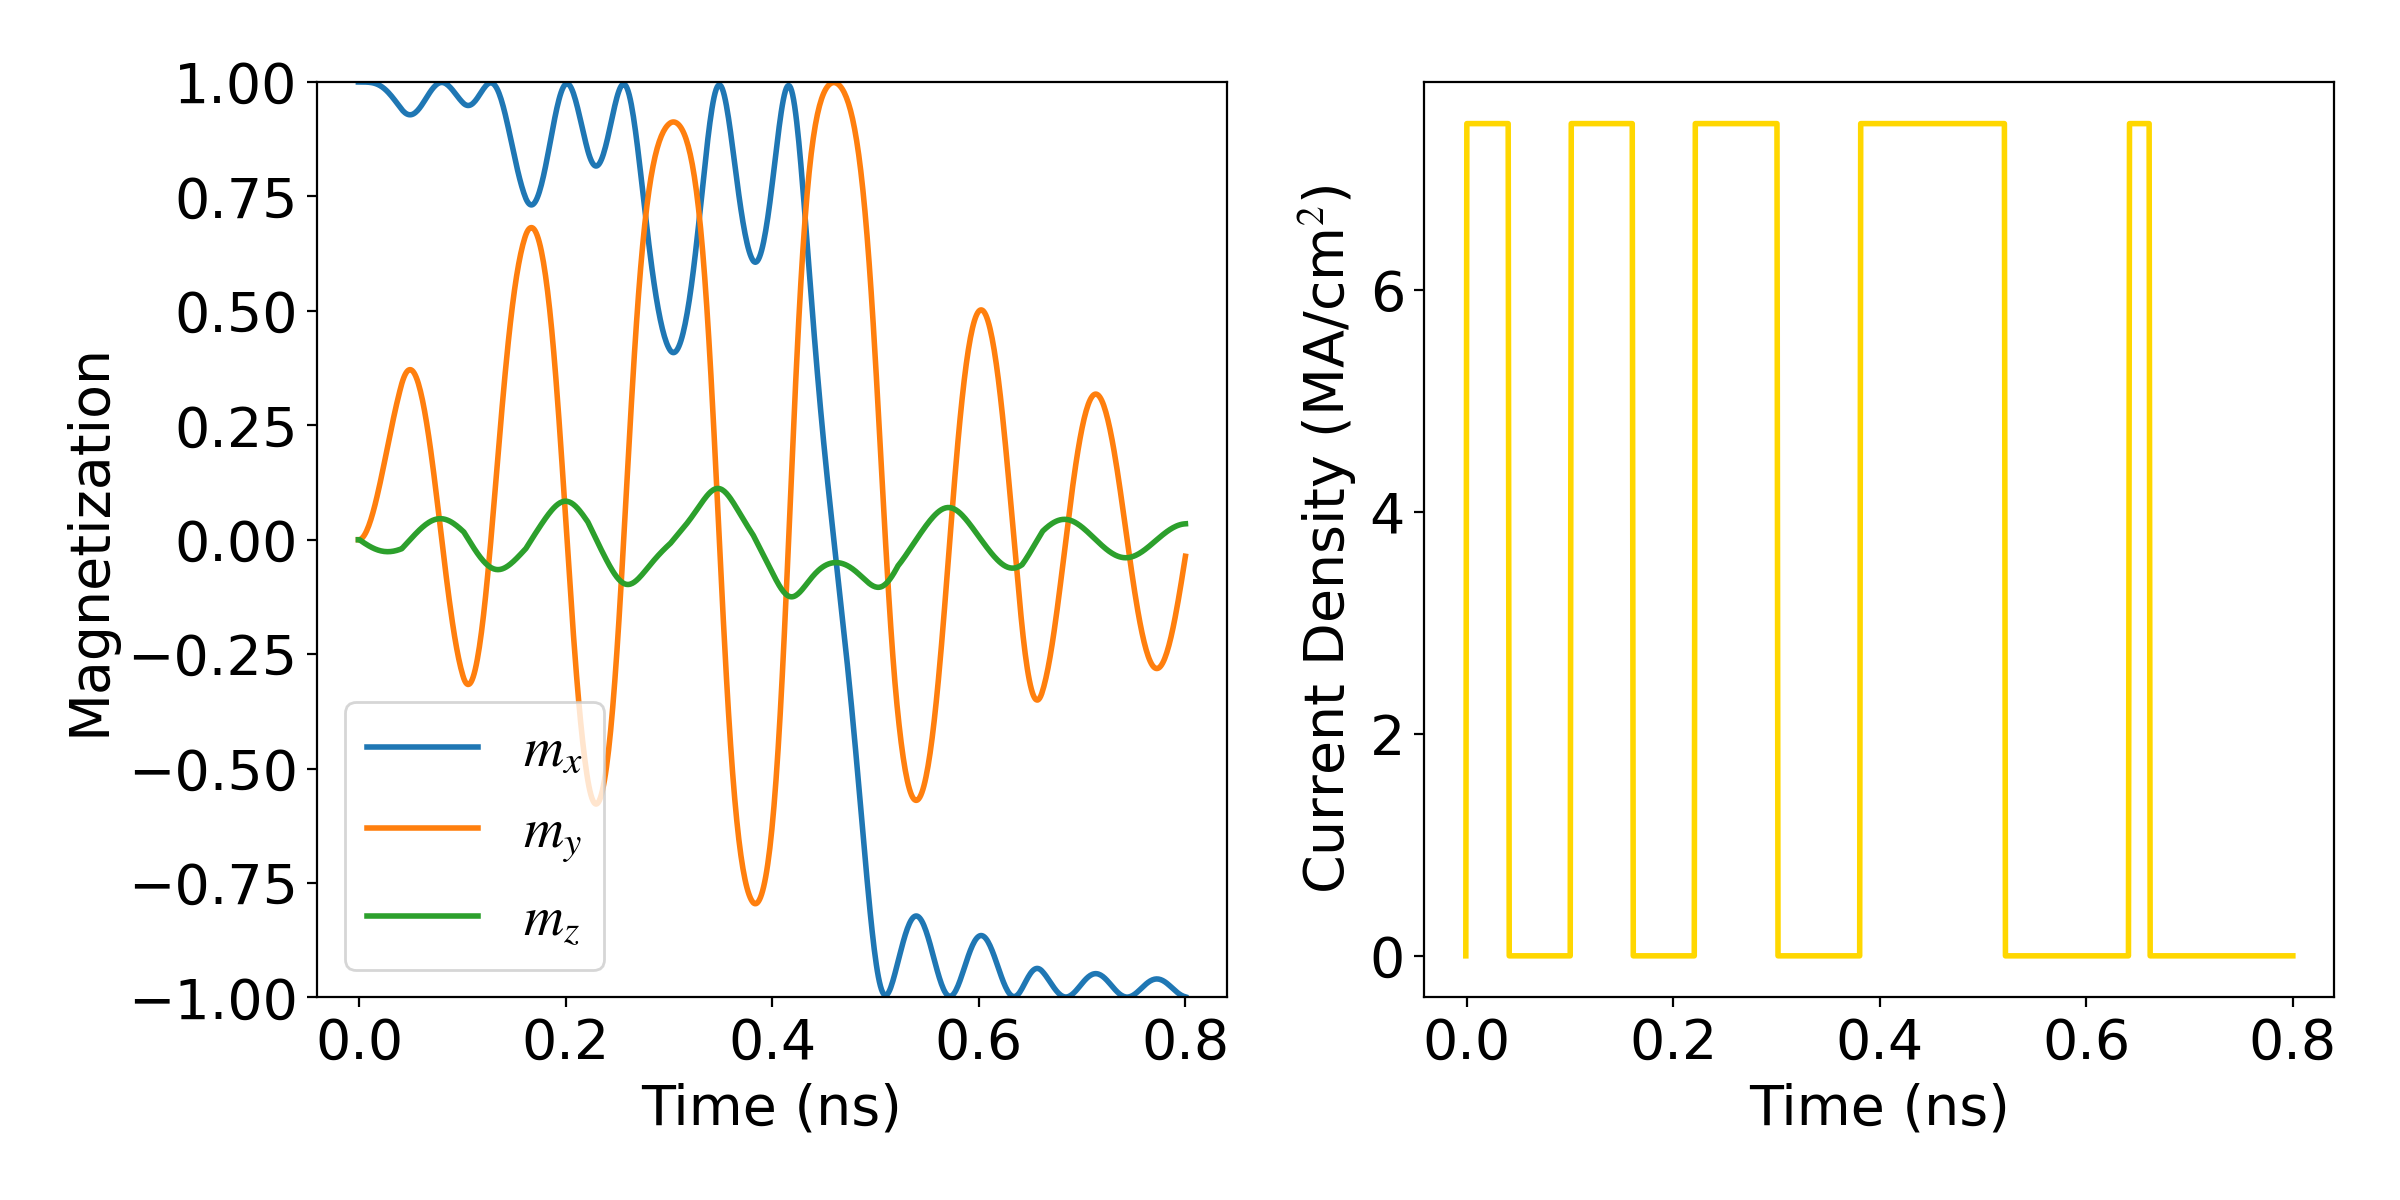 1.00
0.75
0.50
0.25
0.00
−0.25
−0.50
−0.75
−1.00
Magnetization
m_x
m_y
m_z
0.0 0.2 0.4 0.6 0.8
Time (ns)
6
4
2
0
Current Density (MA/cm²)
0.0 0.2 0.4 0.6 0.8
Time (ns)